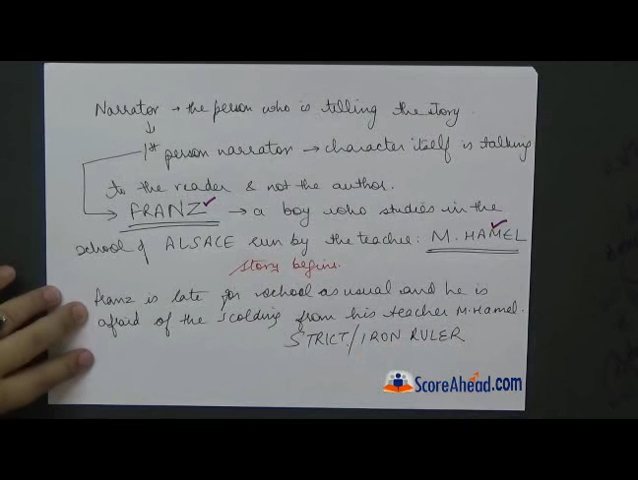 Narrator → the person who is telling the story.
↓
1st person narrator → character itself is talking
to the reader & not the author.
FRANZ → a boy who studies in the
school of ALSACE run by the teacher: M. HAMEL
Story begins.
Franz is late for school as usual and he is
afraid of the scolding from his teacher M. Hamel.
STRICT/IRON RULER
ScoreAhead.com